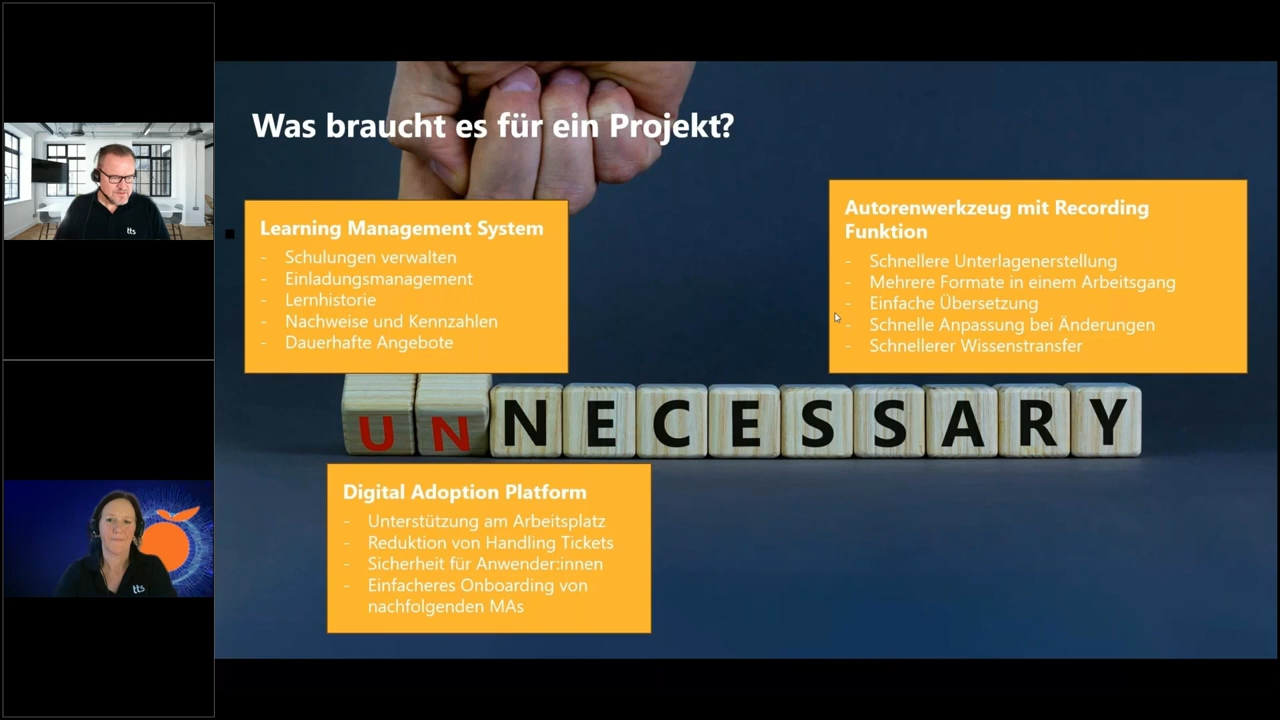 Was braucht es für ein Projekt?
Learning Management System
- Schulungen verwalten
- Einladungsmanagement
- Lernhistorie
- Nachweise und Kennzahlen
- Dauerhafte Angebote
Autorenwerkzeug mit Recording
Funktion
- Schnellere Unterlagenerstellung
- Mehrere Formate in einem Arbeitsgang
- Einfache Übersetzung
- Schnelle Anpassung bei Änderungen
- Schnellerer Wissenstransfer
UNNECESSARY
Digital Adoption Platform
- Unterstützung am Arbeitsplatz
- Reduktion von Handling Tickets
- Sicherheit für Anwender:innen
- Einfacheres Onboarding von
nachfolgenden MAs
tts
tts